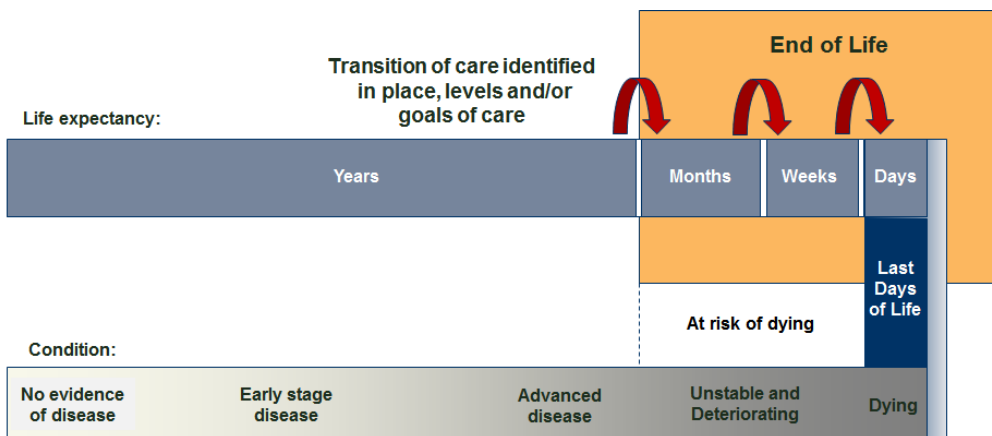 End of Life
Transition of care identified
in place, levels and/or
goals of care
Life expectancy:
Years
Months
Weeks
Days
Last
Days
of Life
At risk of dying
Condition:
No evidence
of disease
Early stage
disease
Advanced
disease
Unstable and
Deteriorating
Dying